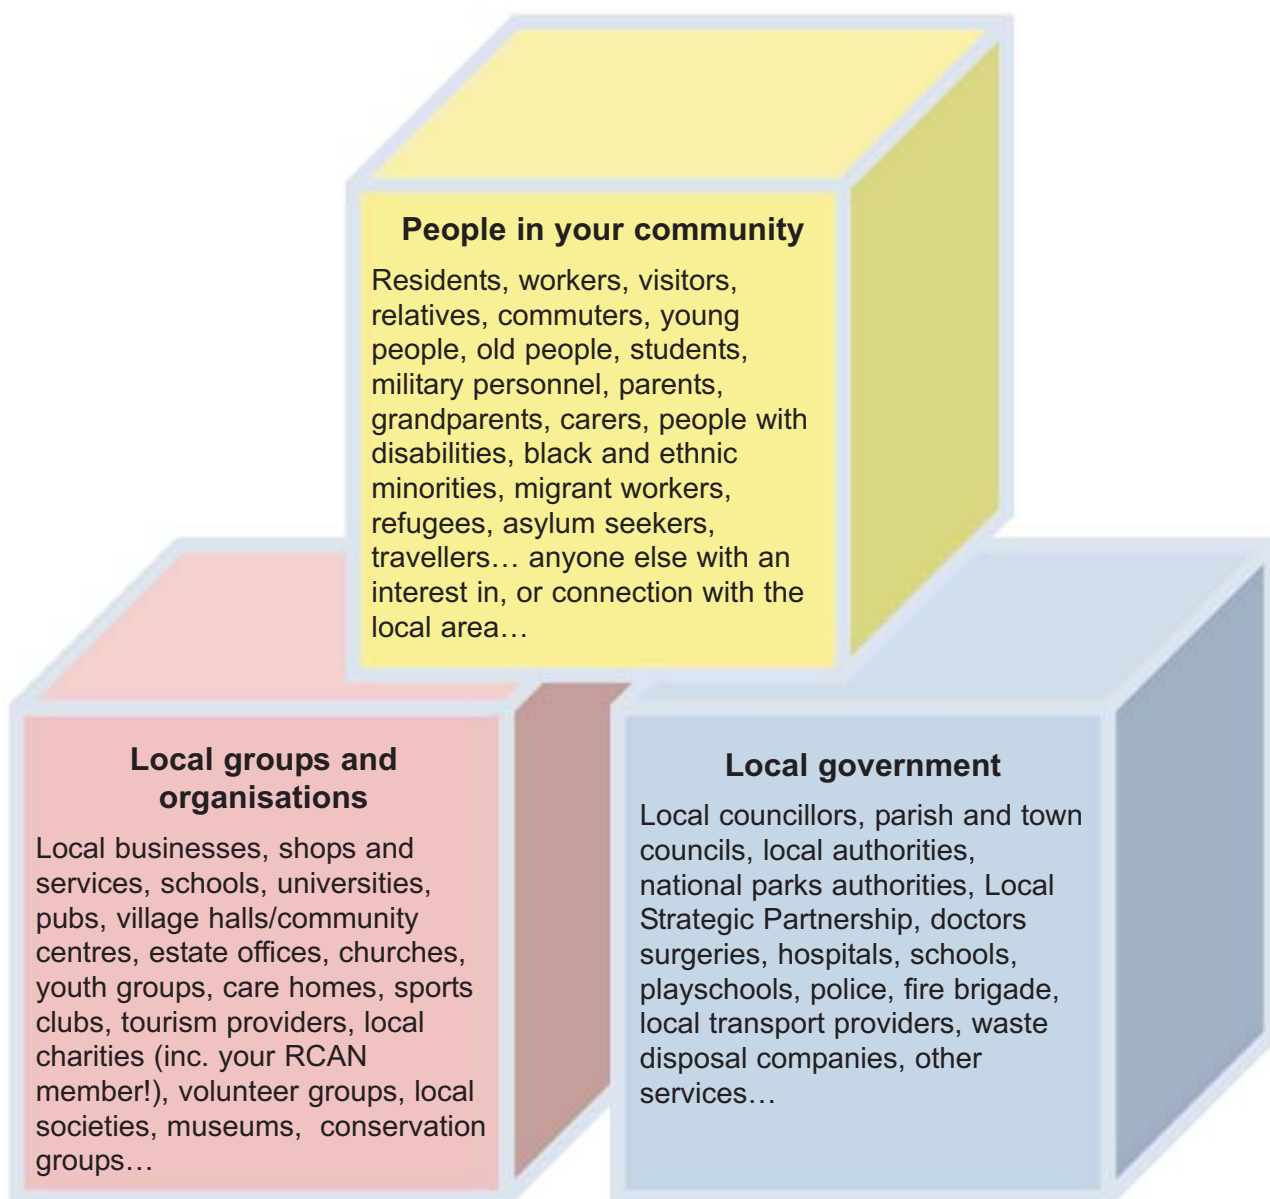 People in your community
Residents, workers, visitors,
relatives, commuters, young
people, old people, students,
military personnel, parents,
grandparents, carers, people with
disabilities, black and ethnic
minorities, migrant workers,
refugees, asylum seekers,
travellers… anyone else with an
interest in, or connection with the
local area…
Local groups and
organisations
Local businesses, shops and
services, schools, universities,
pubs, village halls/community
centres, estate offices, churches,
youth groups, care homes, sports
clubs, tourism providers, local
charities (inc. your RCAN
member!), volunteer groups, local
societies, museums,  conservation
groups…
Local government
Local councillors, parish and town
councils, local authorities,
national parks authorities, Local
Strategic Partnership, doctors
surgeries, hospitals, schools,
playschools, police, fire brigade,
local transport providers, waste
disposal companies, other
services…